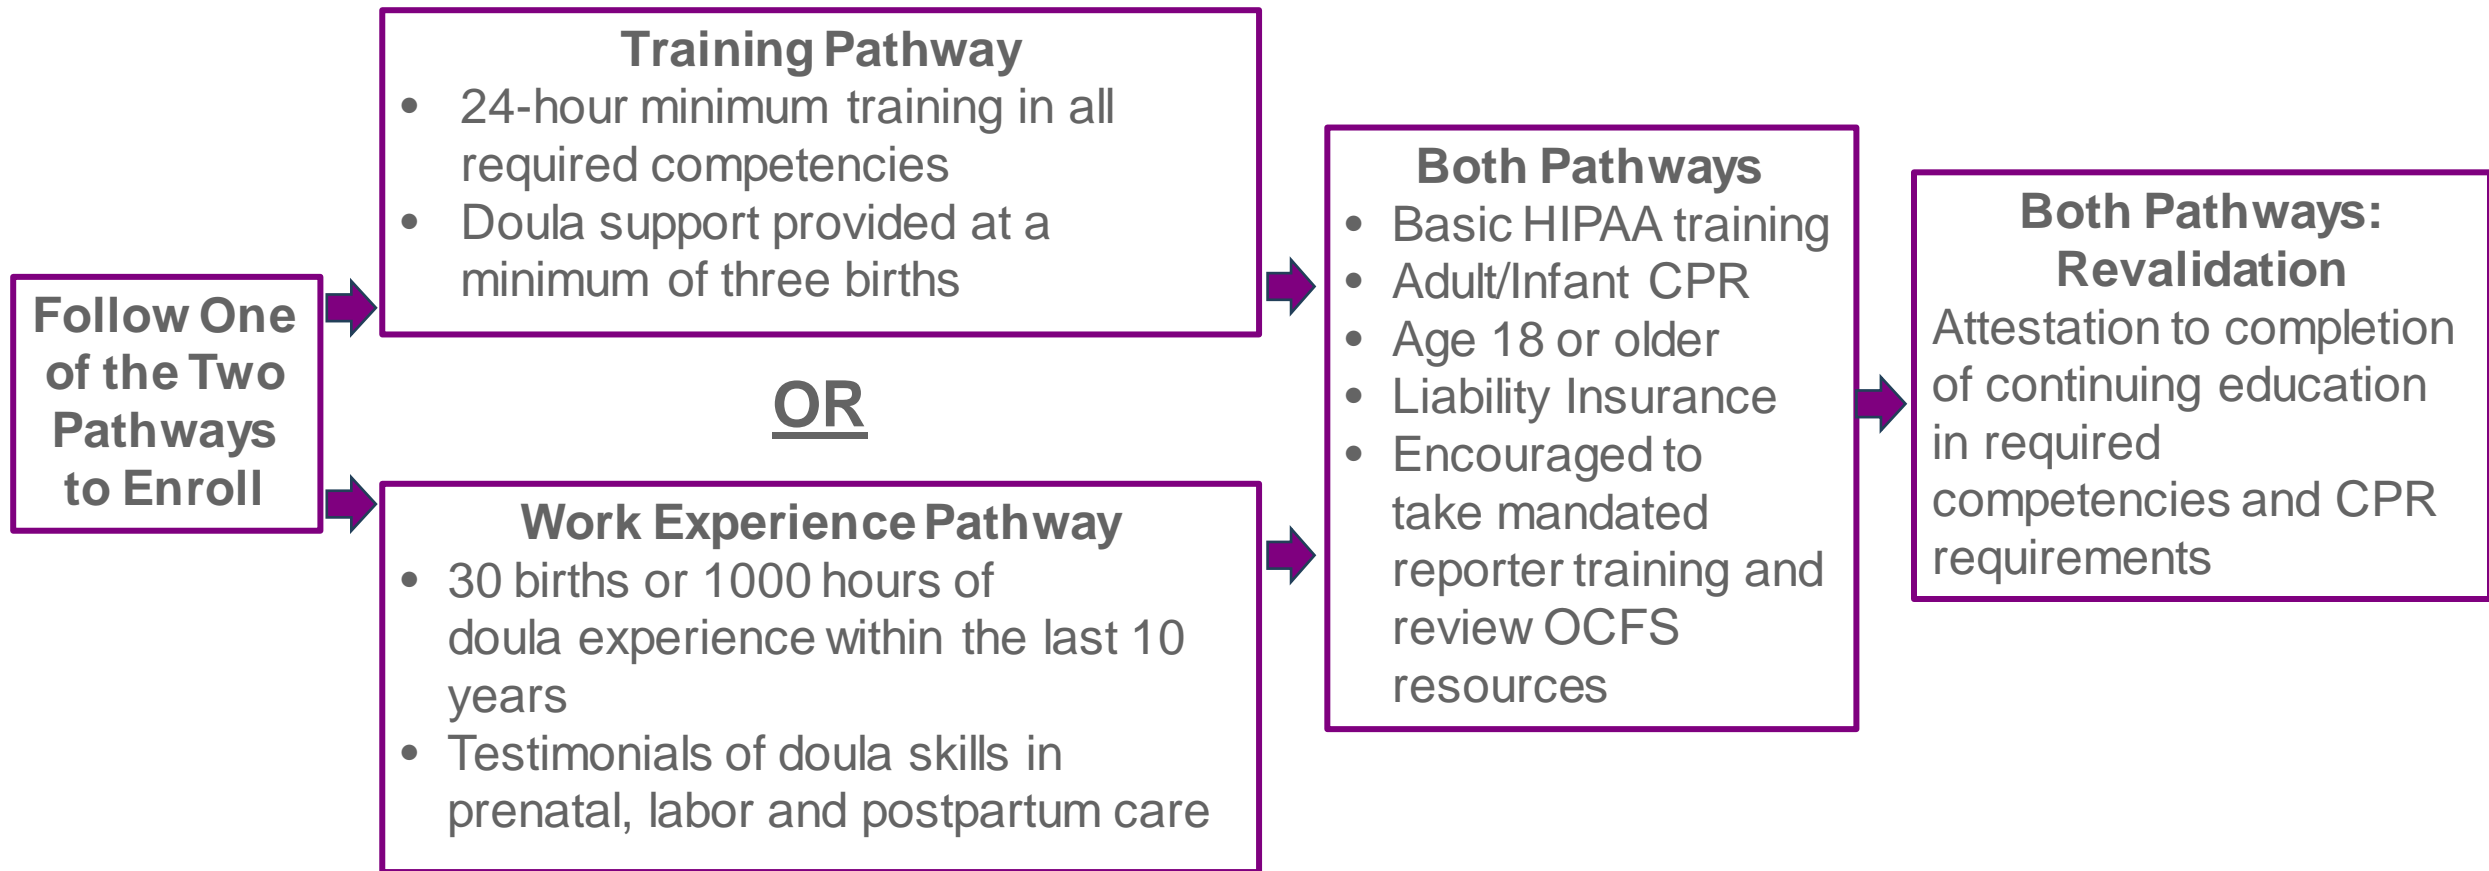 Follow One
of the Two
Pathways
to Enroll
Training Pathway
• 24-hour minimum training in all
required competencies
• Doula support provided at a
minimum of three births
OR
Work Experience Pathway
• 30 births or 1000 hours of
doula experience within the last 10
years
• Testimonials of doula skills in
prenatal, labor and postpartum care
Both Pathways
• Basic HIPAA training
• Adult/Infant CPR
• Age 18 or older
• Liability Insurance
• Encouraged to
take mandated
reporter training and
review OCFS
resources
Both Pathways:
Revalidation
Attestation to completion
of continuing education
in required
competencies and CPR
requirements